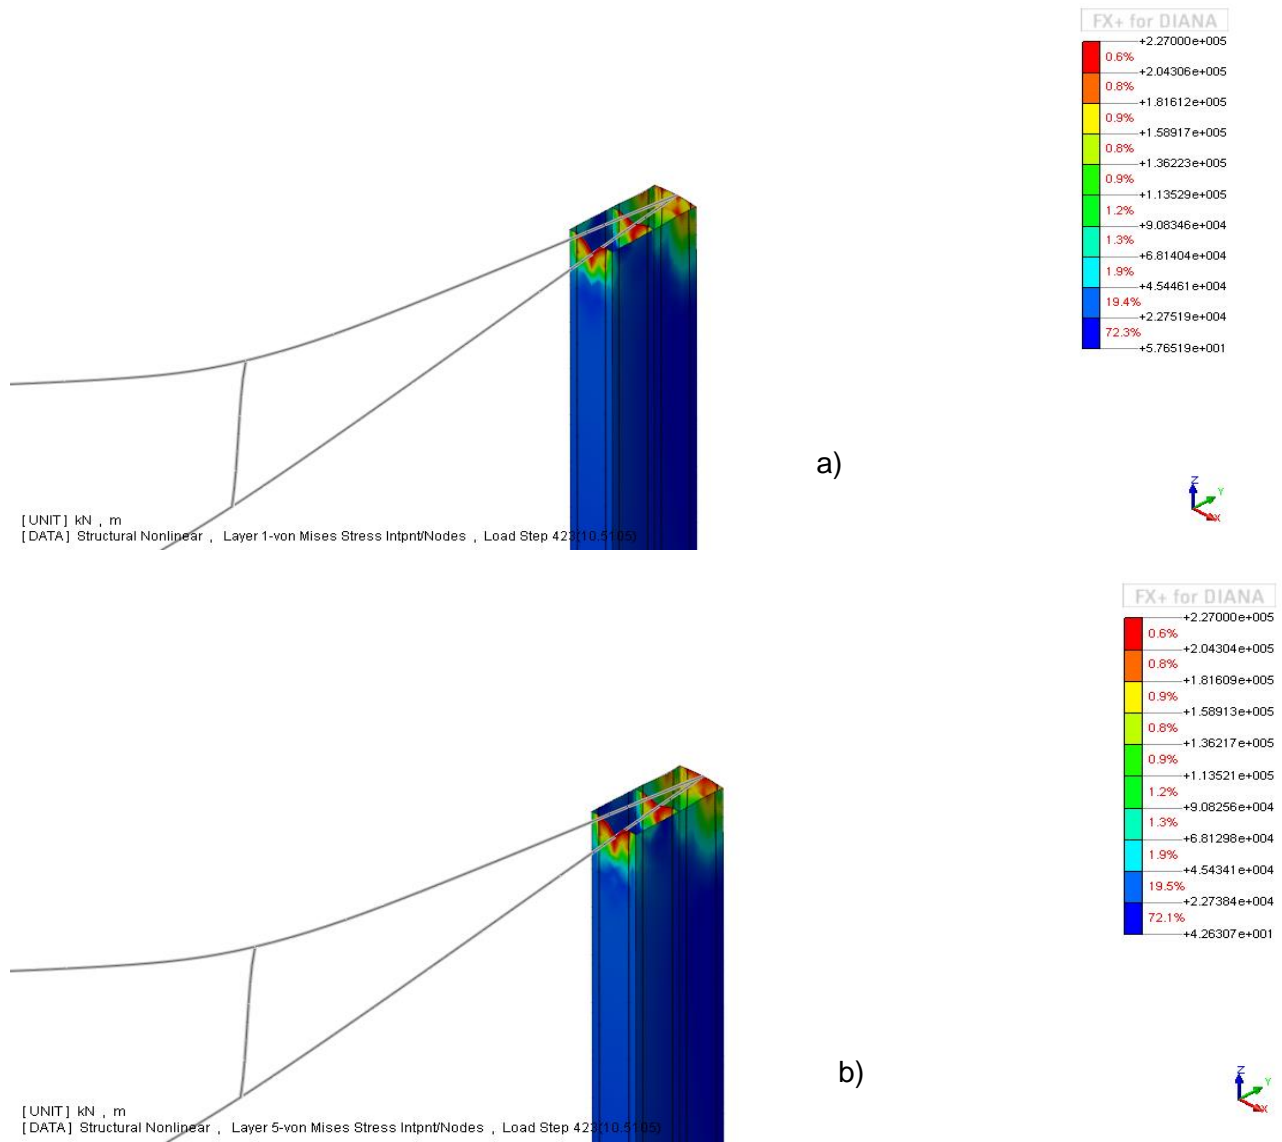 FX+ for DIANA
+2.27000e+005
0.6%
+2.04306e+005
0.8%
+1.81612e+005
0.9%
+1.58917e+005
0.8%
+1.36223e+005
0.9%
+1.13529e+005
1.2%
+9.08346e+004
1.3%
+6.81404e+004
1.9%
+4.54461e+004
19.4%
+2.27519e+004
72.3%
+5.76519e+001
a)
Z
Y
X
[UNIT] kN , m
[DATA] Structural Nonlinear , Layer 1-von Mises Stress Intpnt/Nodes , Load Step 423(10.5105)
FX+ for DIANA
+2.27000e+005
0.6%
+2.04304e+005
0.8%
+1.81609e+005
0.9%
+1.58913e+005
0.8%
+1.36217e+005
0.9%
+1.13521e+005
1.2%
+9.08256e+004
1.3%
+6.81298e+004
1.9%
+4.54341e+004
19.5%
+2.27384e+004
72.1%
+4.26307e+001
b)
Z
Y
X
[UNIT] kN , m
[DATA] Structural Nonlinear , Layer 5-von Mises Stress Intpnt/Nodes , Load Step 423(10.5105)